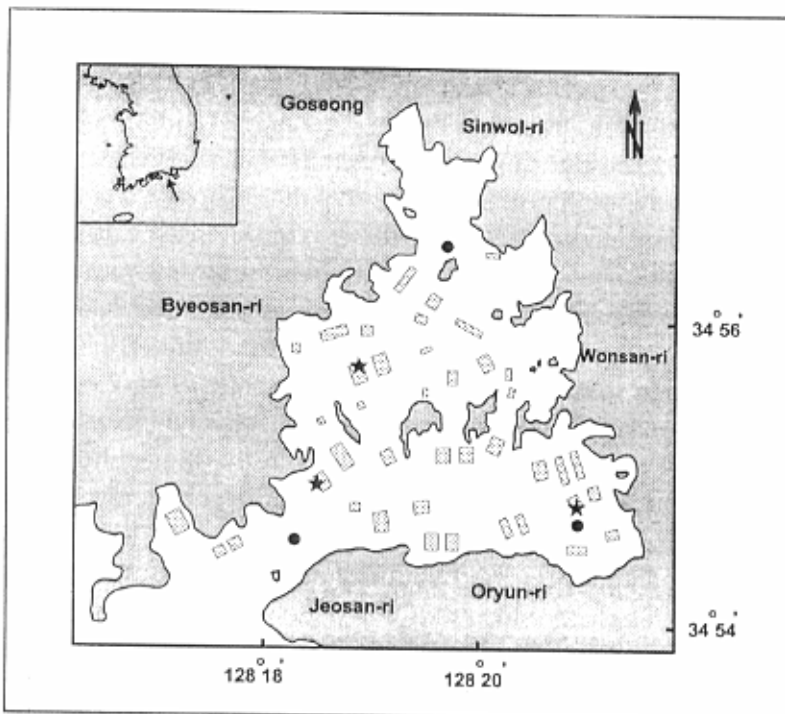 Goseong
Sinwol-ri
N
Byeosan-ri
34° 56'
Wonsan-ri
Jeosan-ri
Oryun-ri
34° 54'
128° 18'
128° 20'